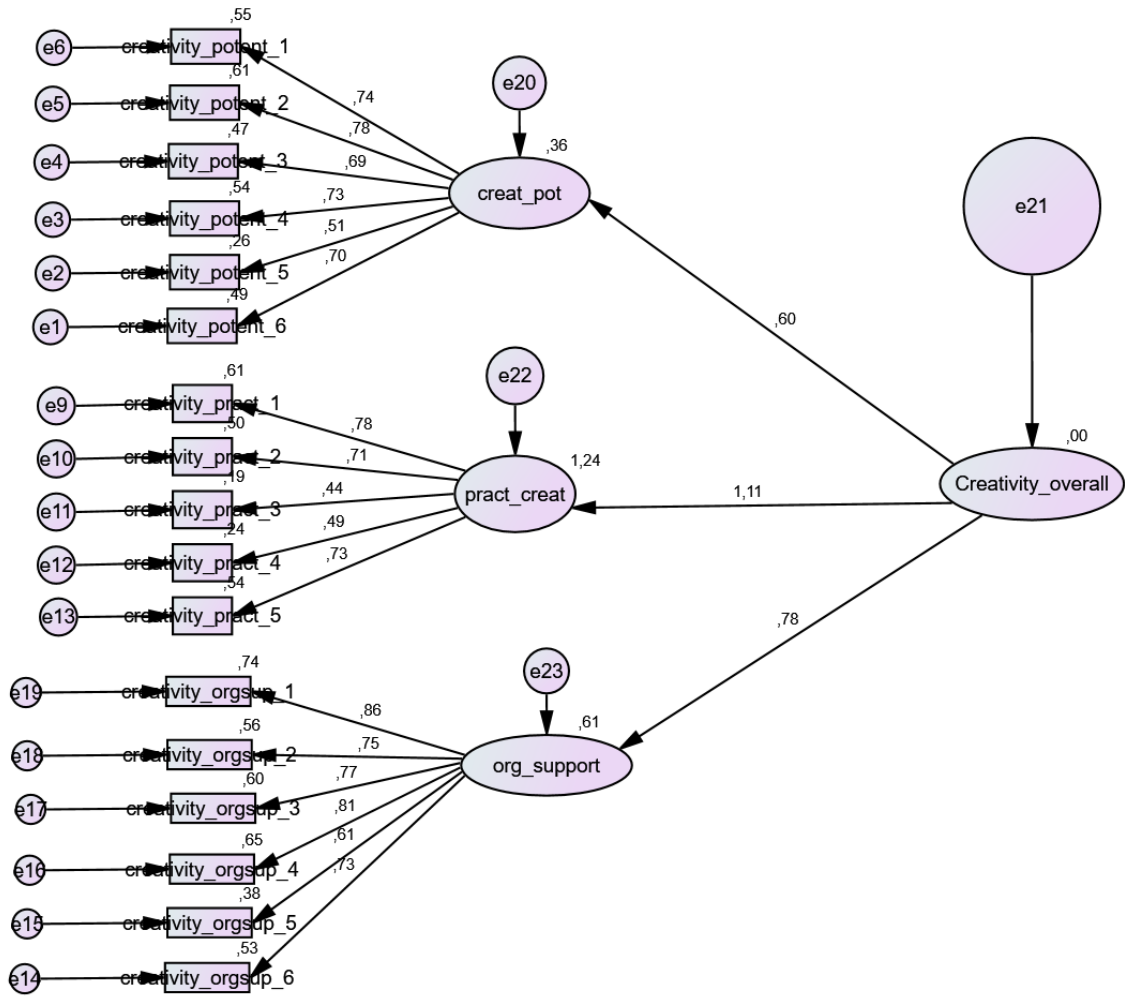 ,55
e6
creativity_potent_1
,61
e5
creativity_potent_2
,47
e4
creativity_potent_3
,54
e3
creativity_potent_4
,26
e2
creativity_potent_5
,49
e1
creativity_potent_6
,74
,78
,69
,73
,51
,70
e20
,36
creat_pot
,61
e9
creativity_pract_1
,50
e10
creativity_pract_2
,19
e11
creativity_pract_3
,24
e12
creativity_pract_4
,54
e13
creativity_pract_5
,78
,71
,44
,49
,73
e22
1,24
pract_creat
,74
e19
creativity_orgsup_1
,56
e18
creativity_orgsup_2
,60
e17
creativity_orgsup_3
,65
e16
creativity_orgsup_4
,38
e15
creativity_orgsup_5
,53
e14
creativity_orgsup_6
,86
,75
,77
,81
,61
,73
e23
,61
org_support
,60
1,11
,78
e21
,00
Creativity_overall